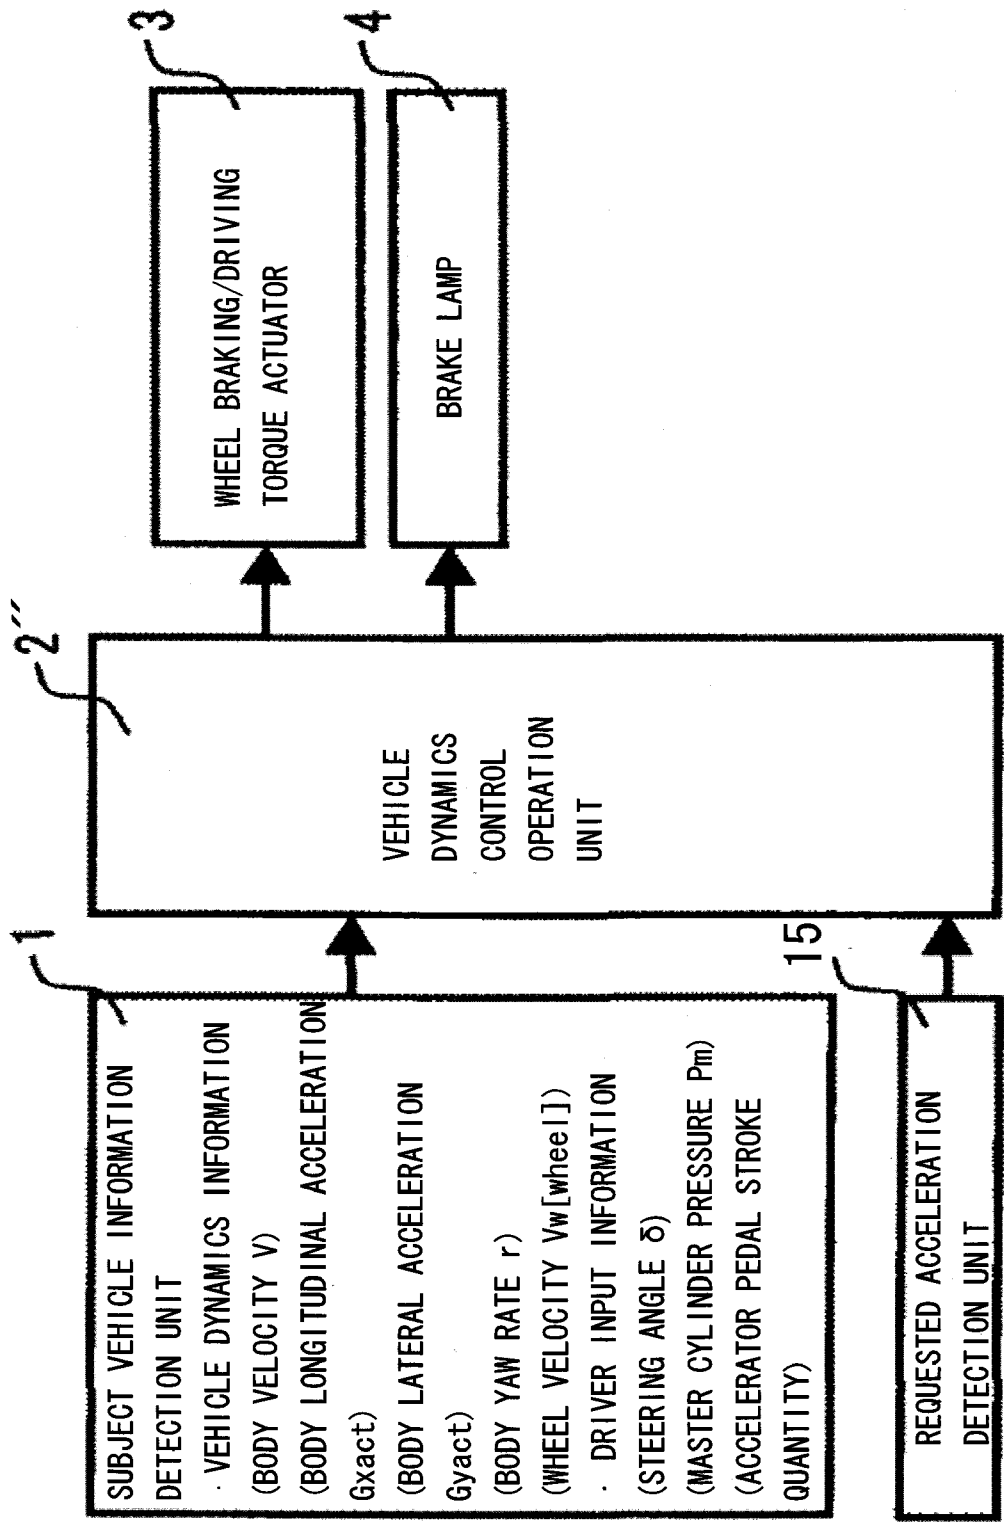 1
SUBJECT VEHICLE INFORMATION
DETECTION UNIT
· VEHICLE DYNAMICS INFORMATION
(BODY VELOCITY V)
(BODY LONGITUDINAL ACCELERATION
Gxact)
(BODY LATERAL ACCELERATION
Gyact)
(BODY YAW RATE r)
(WHEEL VELOCITY Vw[wheel])
· DRIVER INPUT INFORMATION
(STEERING ANGLE δ)
(MASTER CYLINDER PRESSURE Pm)
(ACCELERATOR PEDAL STROKE
QUANTITY)
15
REQUESTED ACCELERATION
DETECTION UNIT
2′′
VEHICLE
DYNAMICS
CONTROL
OPERATION
UNIT
3
WHEEL BRAKING/DRIVING
TORQUE ACTUATOR
4
BRAKE LAMP